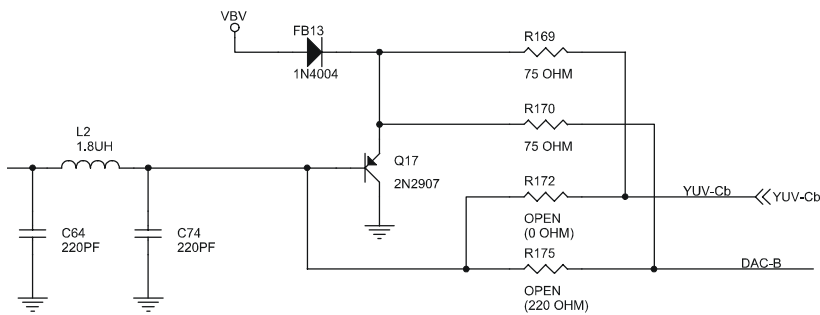 VBV
FB13
1N4004
R169
75 OHM
R170
75 OHM
L2
1.8UH
Q17
2N2907
R172
OPEN
(0 OHM)
YUV-Cb
YUV-Cb
C64
220PF
C74
220PF
R175
OPEN
(220 OHM)
DAC-B